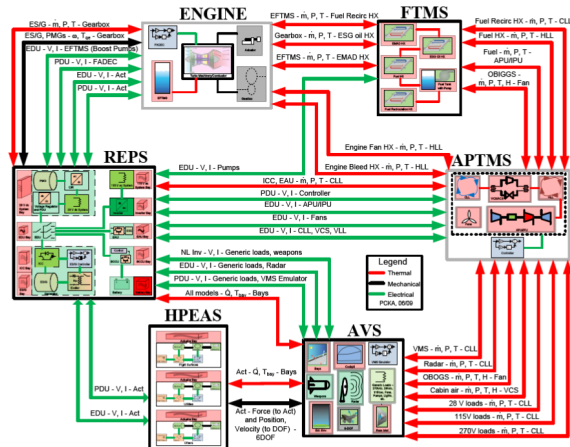 ENGINE
FTMS
ES/G - ṁ, P, T - Gearbox
EDU - V, I - EFTMS (Boost Pumps)
PDU - V, I - FADEC
EDU - V, I - Act
PDU - V, I - Act
EFTMS - ṁ, P, T - Fuel Recirc HX
Gearbox - ṁ, P, T - ESG oil HX
EFTMS - ṁ, P, T - EMAD HX
Fuel Recirc HX - ṁ, P, T - CLL
Fuel HX - ṁ, P, T - HLL
Fuel - ṁ, P, T -
APU/IPU
OBIGGS -
ṁ, P, T, H - Fan
Engine Fan HX - ṁ, P, T - HLL
Engine Bleed HX - ṁ, P, T - HLL
REPS
APTMS
EDU - V, I - Pumps
ICC, EAU - ṁ, P, T - CLL
PDU - V, I - Controller
EDU - V, I - APU/IPU
EDU - V, I - Fans
EDU - V, I - CLL, VCS, VLL
NL Inv - V, I - Generic loads, weapons
EDU - V, I - Generic loads, Radar
PDU - V, I - Generic loads, VMS Emulator
All models - Q̇, Tbay - Bays
Legend
Thermal
Mechanical
Electrical
PCKA, 06/09
HPEAS
AVS
PDU - V, I - Act
EDU - V, I - Act
Act - Q̇, Tbay - Bays
Act - Force (to Act)
and Position,
Velocity (to DOF) -
6DOF
VMS - ṁ, P, T - CLL
Radar - ṁ, P, T - CLL
OBOGS - ṁ, P, T, H - Fan
Cabin air - ṁ, P, T, H - VCS
28 V loads - ṁ, P, T - CLL
115V loads - ṁ, P, T - CLL
270V loads - ṁ, P, T - CLL